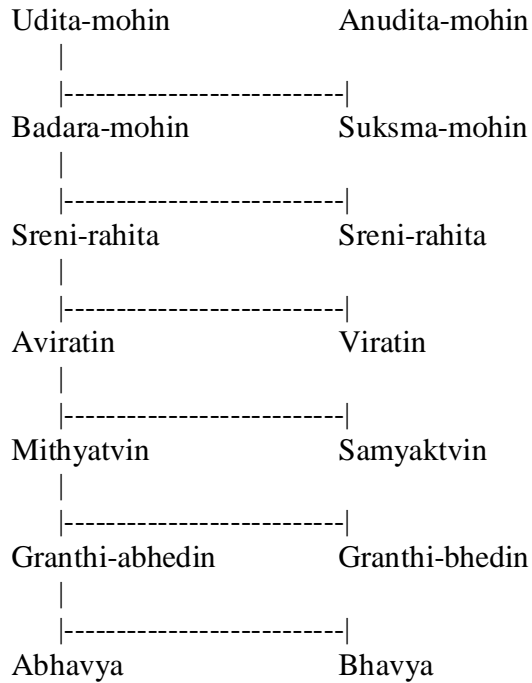 Udita-mohin Anudita-mohin
Badara-mohin Suksma-mohin
Sreni-rahita Sreni-rahita
Aviratin Viratin
Mithyatvin Samyaktvin
Granthi-abhedin Granthi-bhedin
Abhavya Bhavya